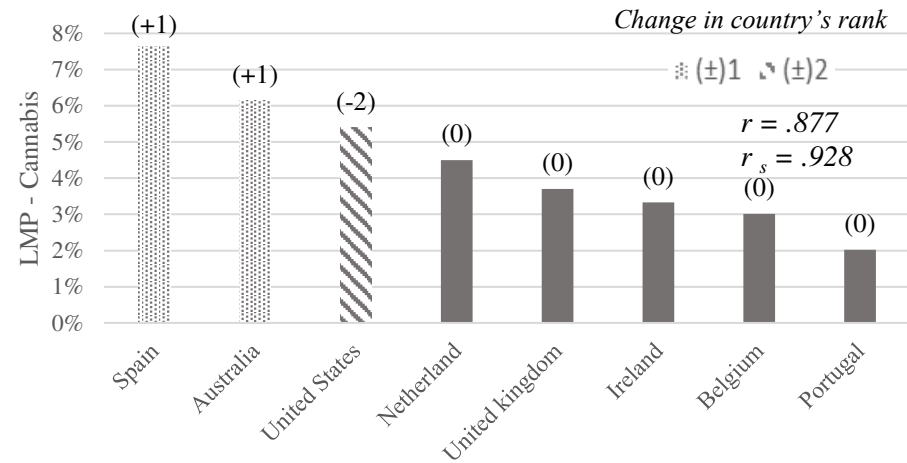 Change in country's rank
(±)1 (±)2
r = .877
r s = .928
LMP - Cannabis
8%
7%
6%
5%
4%
3%
2%
1%
0%
(+1)
(+1)
(-2)
(0)
(0)
(0)
(0)
(0)
Spain
Australia
United States
Netherland
United kingdom
Ireland
Belgium
Portugal